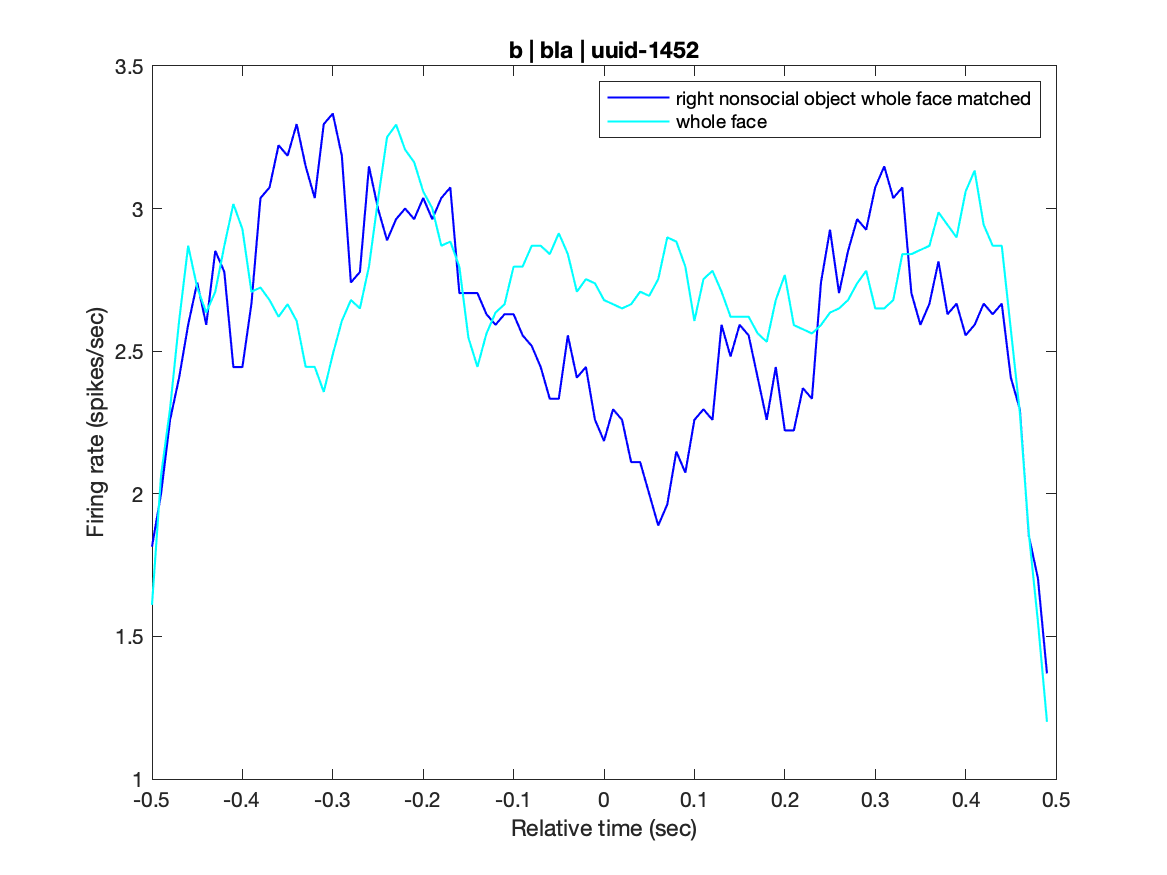 b | bla | uuid-1452
3.5
right nonsocial object whole face matched
whole face
3
2.5
2
1.5
1
Firing rate (spikes/sec)
-0.5 -0.4 -0.3 -0.2 -0.1 0 0.1 0.2 0.3 0.4 0.5
Relative time (sec)